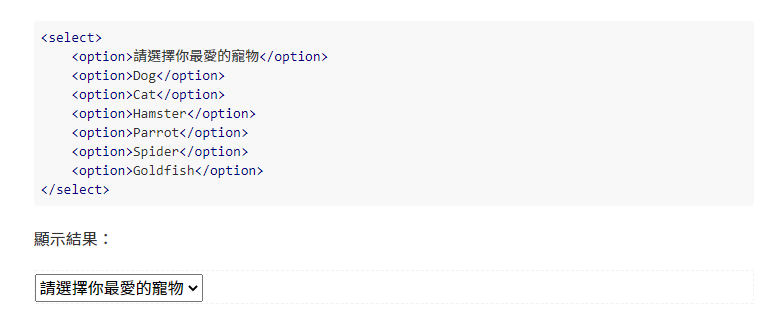 <select>
    <option>請選擇你最愛的寵物</option>
    <option>Dog</option>
    <option>Cat</option>
    <option>Hamster</option>
    <option>Parrot</option>
    <option>Spider</option>
    <option>Goldfish</option>
</select>
顯示結果：
請選擇你最愛的寵物